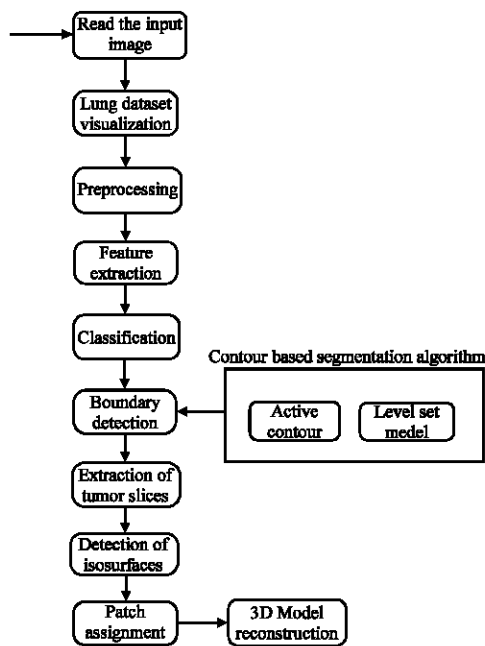 Read the input
image
Lung dataset
visualization
Preprocessing
Feature
extraction
Classification
Contour based segmentation algorithm
Boundary
detection
Active
contour
Level set
medel
Extraction of
tumor slices
Detection of
isosurfaces
Patch
assignment
3D Model
reconstruction